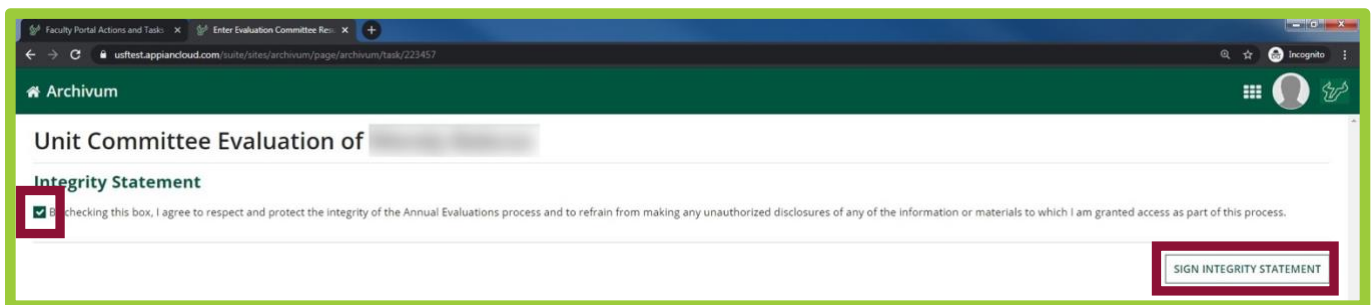 Faculty Portal Actions and Tasks
Enter Evaluation Committee Res
usftest.appiancloud.com/suite/sites/archivum/page/archivum/task/223457
Incognito
Archivum
Unit Committee Evaluation of
Integrity Statement
checking this box, I agree to respect and protect the integrity of the Annual Evaluations process and to refrain from making any unauthorized disclosures of any of the information or materials to which I am granted access as part of this process.
SIGN INTEGRITY STATEMENT